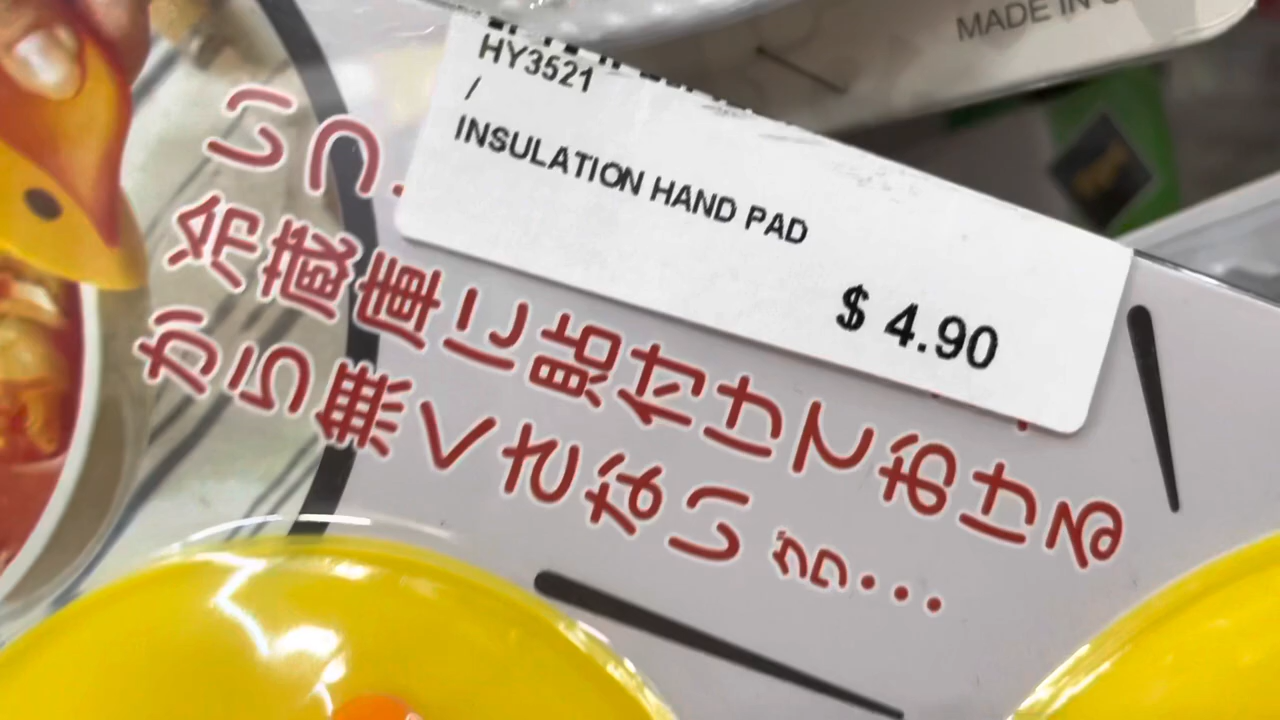 MADE IN
HY3521
/
INSULATION HAND PAD
$ 4.90
いつ
冷蔵庫に貼付けておける
から無くさない